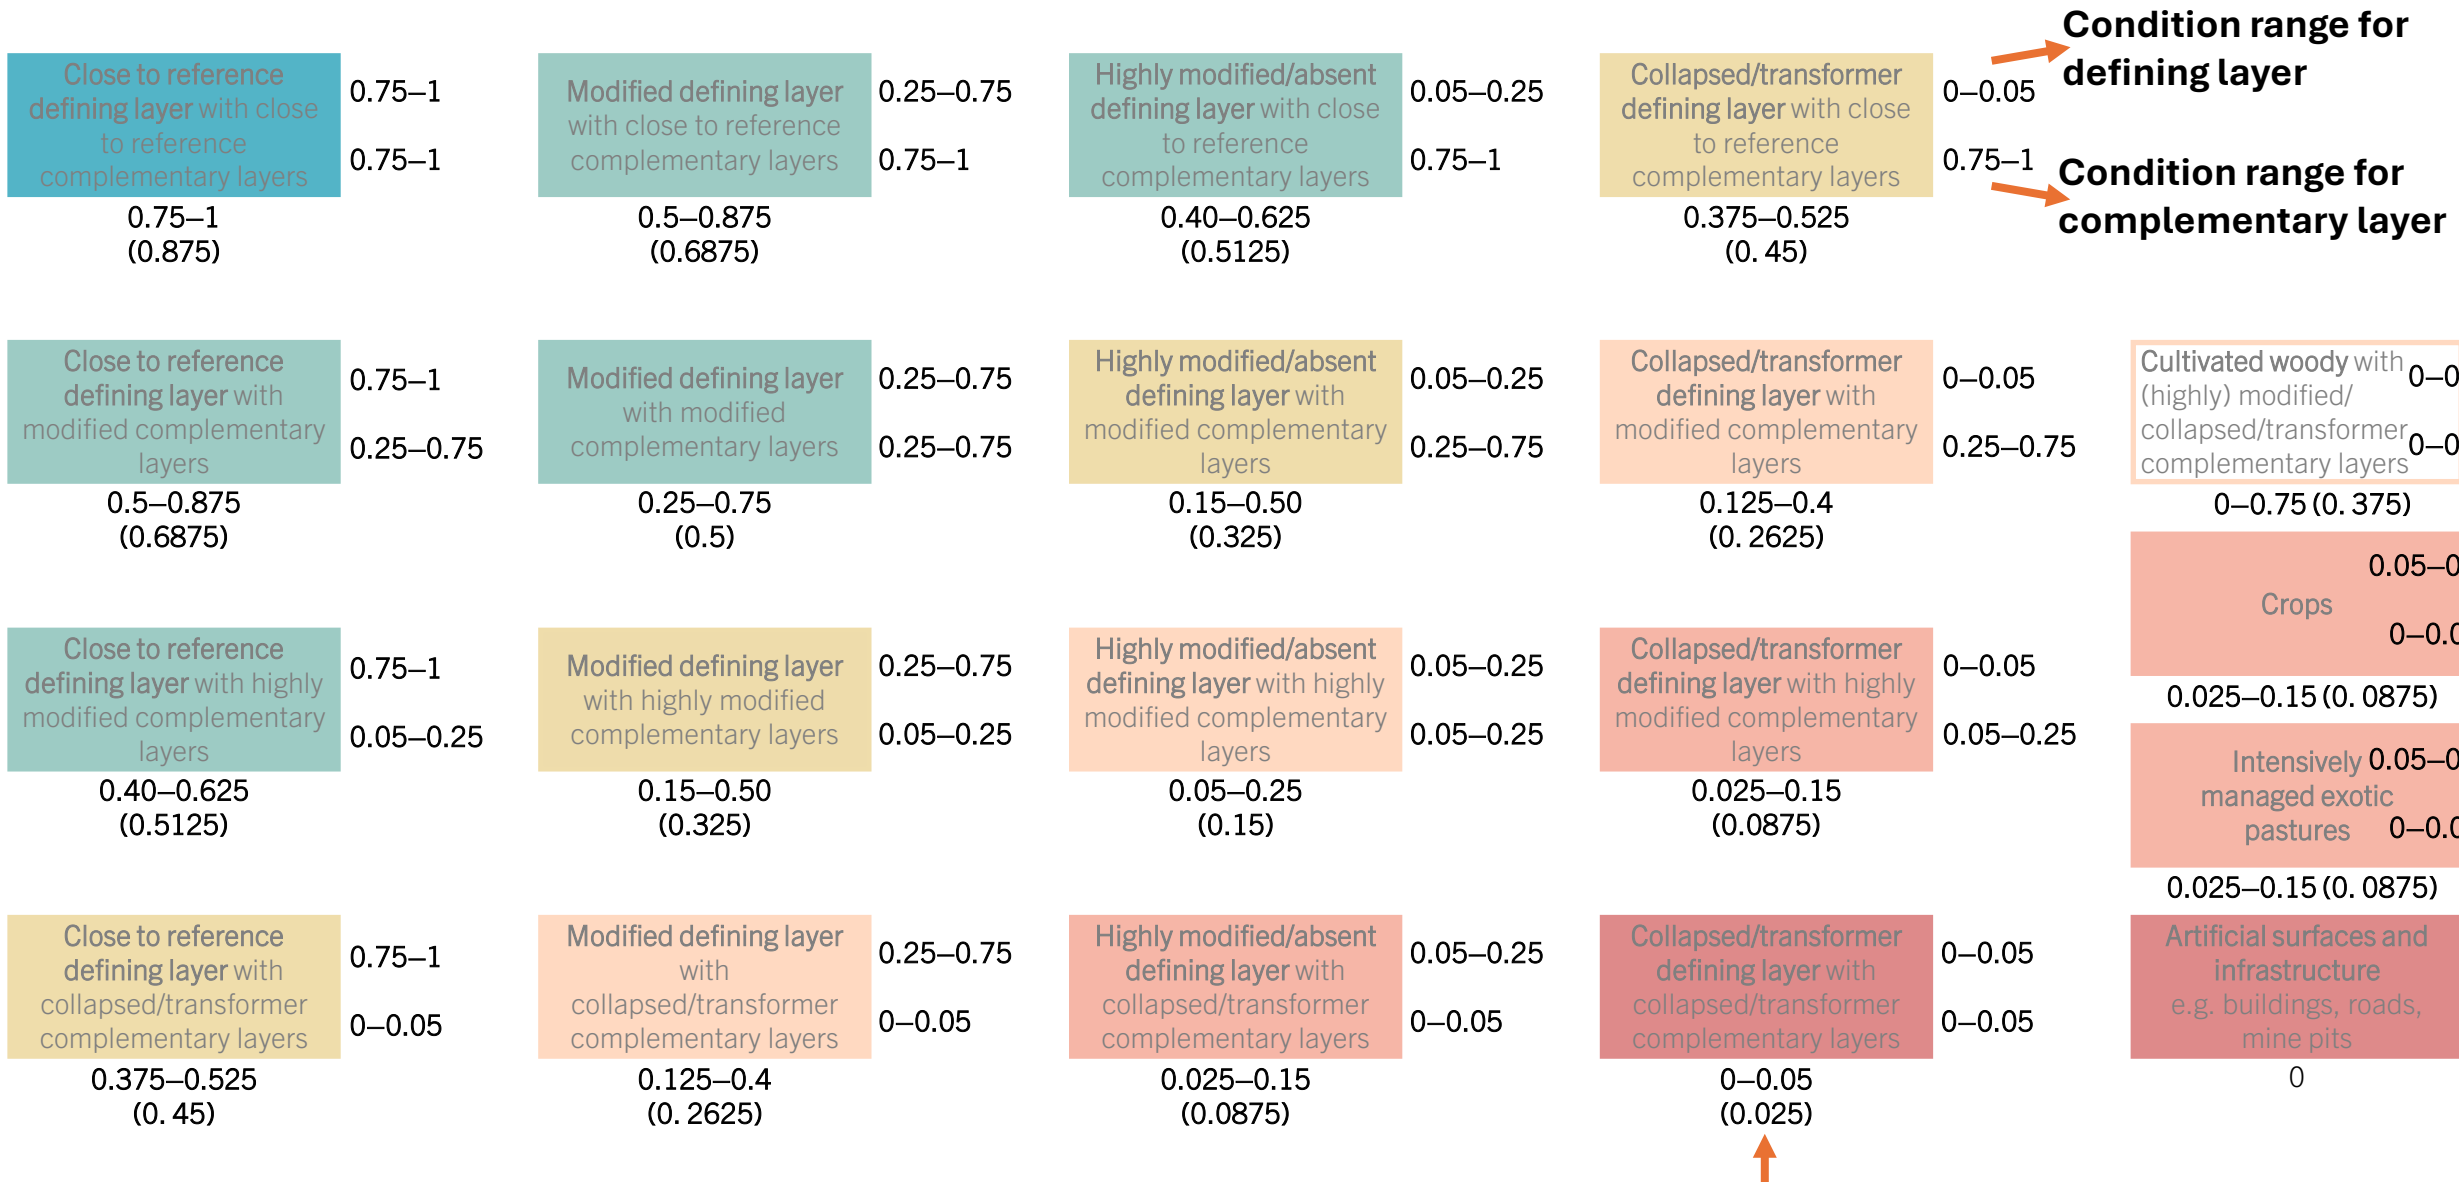 Condition range for
defining layer
Close to reference
defining layer with close
to reference
complementary layers
0.75–1
0.75–1
0.75–1
(0.875)
Modified defining layer
with close to reference
complementary layers
0.25–0.75
0.75–1
0.5–0.875
(0.6875)
Highly modified/absent
defining layer with close
to reference
complementary layers
0.05–0.25
0.75–1
0.40–0.625
(0.5125)
Collapsed/transformer
defining layer with close
to reference
complementary layers
0–0.05
0.75–1
0.375–0.525
(0. 45)
Condition range for
complementary layer
Close to reference
defining layer with
modified complementary
layers
0.75–1
0.25–0.75
0.5–0.875
(0.6875)
Modified defining layer
with modified
complementary layers
0.25–0.75
0.25–0.75
0.25–0.75
(0.5)
Highly modified/absent
defining layer with
modified complementary
layers
0.05–0.25
0.25–0.75
0.15–0.50
(0.325)
Collapsed/transformer
defining layer with
modified complementary
layers
0–0.05
0.25–0.75
0.125–0.4
(0. 2625)
Cultivated woody with
(highly) modified/
collapsed/transformer
complementary layers
0–0
0–0
0–0.75 (0. 375)
Crops
0.05–0
0–0.0
0.025–0.15 (0. 0875)
Close to reference
defining layer with highly
modified complementary
layers
0.75–1
0.05–0.25
0.40–0.625
(0.5125)
Modified defining layer
with highly modified
complementary layers
0.25–0.75
0.05–0.25
0.15–0.50
(0.325)
Highly modified/absent
defining layer with highly
modified complementary
layers
0.05–0.25
0.05–0.25
0.05–0.25
(0.15)
Collapsed/transformer
defining layer with highly
modified complementary
layers
0–0.05
0.05–0.25
0.025–0.15
(0.0875)
Intensively
managed exotic
pastures
0.05–0
0–0.0
0.025–0.15 (0. 0875)
Close to reference
defining layer with
collapsed/transformer
complementary layers
0.75–1
0–0.05
0.375–0.525
(0. 45)
Modified defining layer
with
collapsed/transformer
complementary layers
0.25–0.75
0–0.05
0.125–0.4
(0. 2625)
Highly modified/absent
defining layer with
collapsed/transformer
complementary layers
0.05–0.25
0–0.05
0.025–0.15
(0.0875)
Collapsed/transformer
defining layer with
collapsed/transformer
complementary layers
0–0.05
0–0.05
0–0.05
(0.025)
Artificial surfaces and
infrastructure
e.g. buildings, roads,
mine pits
0